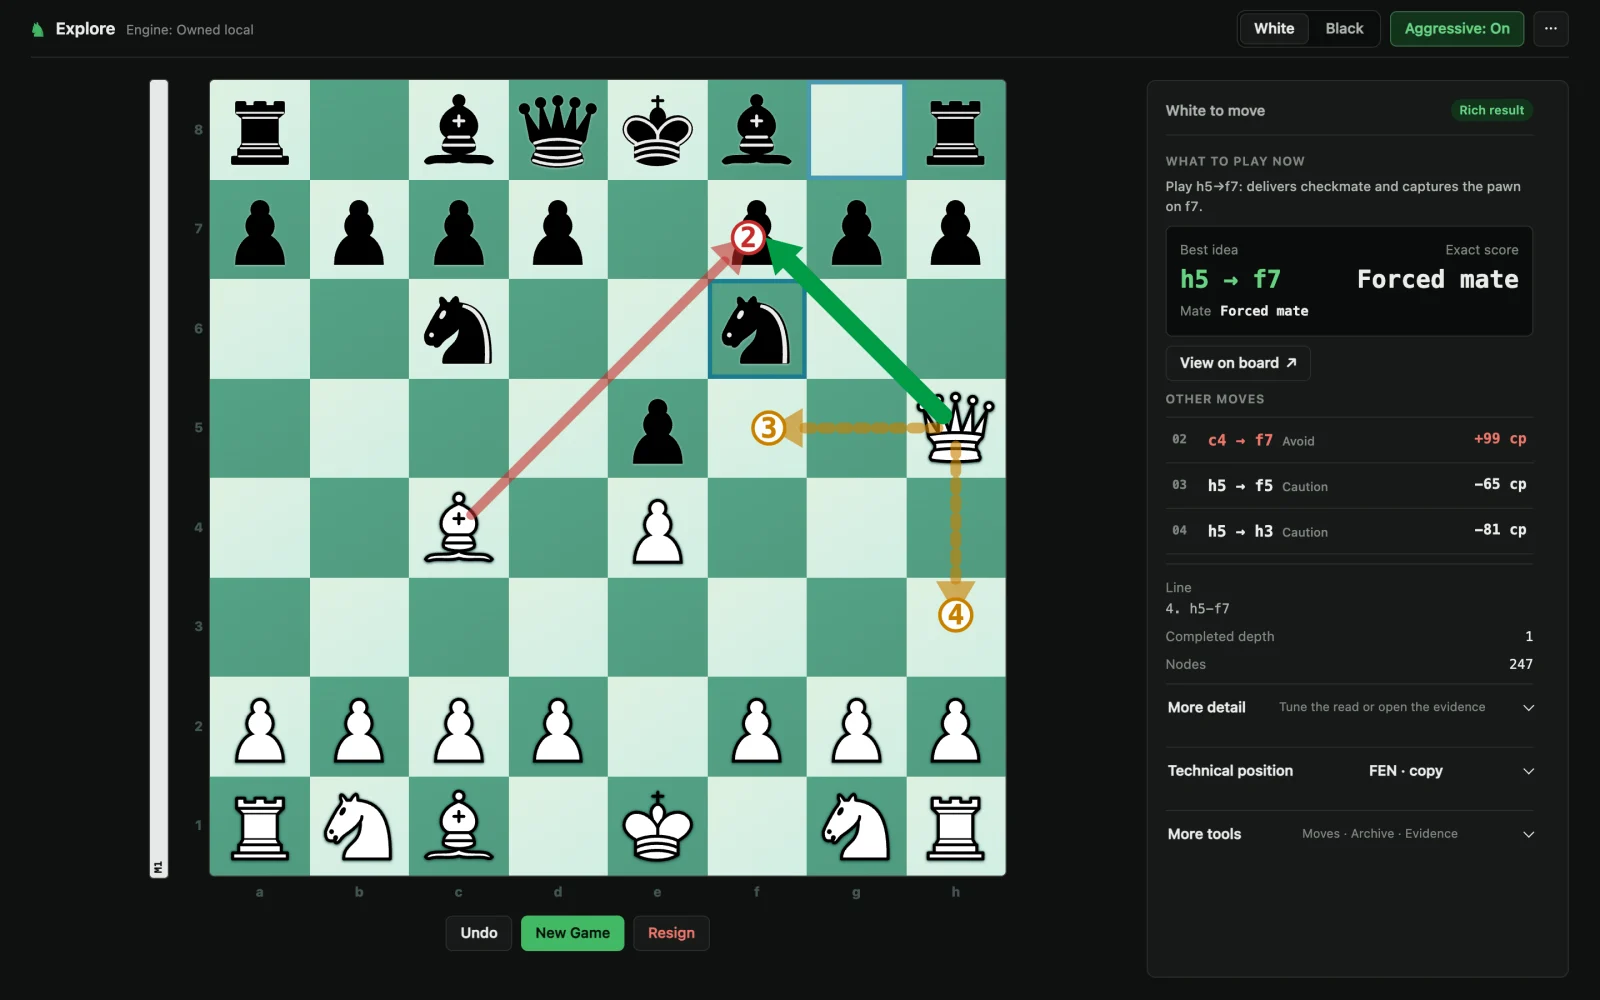 Explore Engine: Owned local White Black Aggressive: On ···
White to move Rich result
WHAT TO PLAY NOW
Play h5→f7: delivers checkmate and captures the pawn
on f7.
Best idea Exact score
h5 → f7 Forced mate
Mate Forced mate
View on board ↗
OTHER MOVES
02 c4 → f7 Avoid +99 cp
03 h5 → f5 Caution −65 cp
04 h5 → h3 Caution −81 cp
Line
4. h5–f7
Completed depth 1
Nodes 247
More detail Tune the read or open the evidence
Technical position FEN · copy
More tools Moves · Archive · Evidence
8
7
6
5
4
3
2
1
2
3
4
M1
a b c d e f g h
Undo New Game Resign